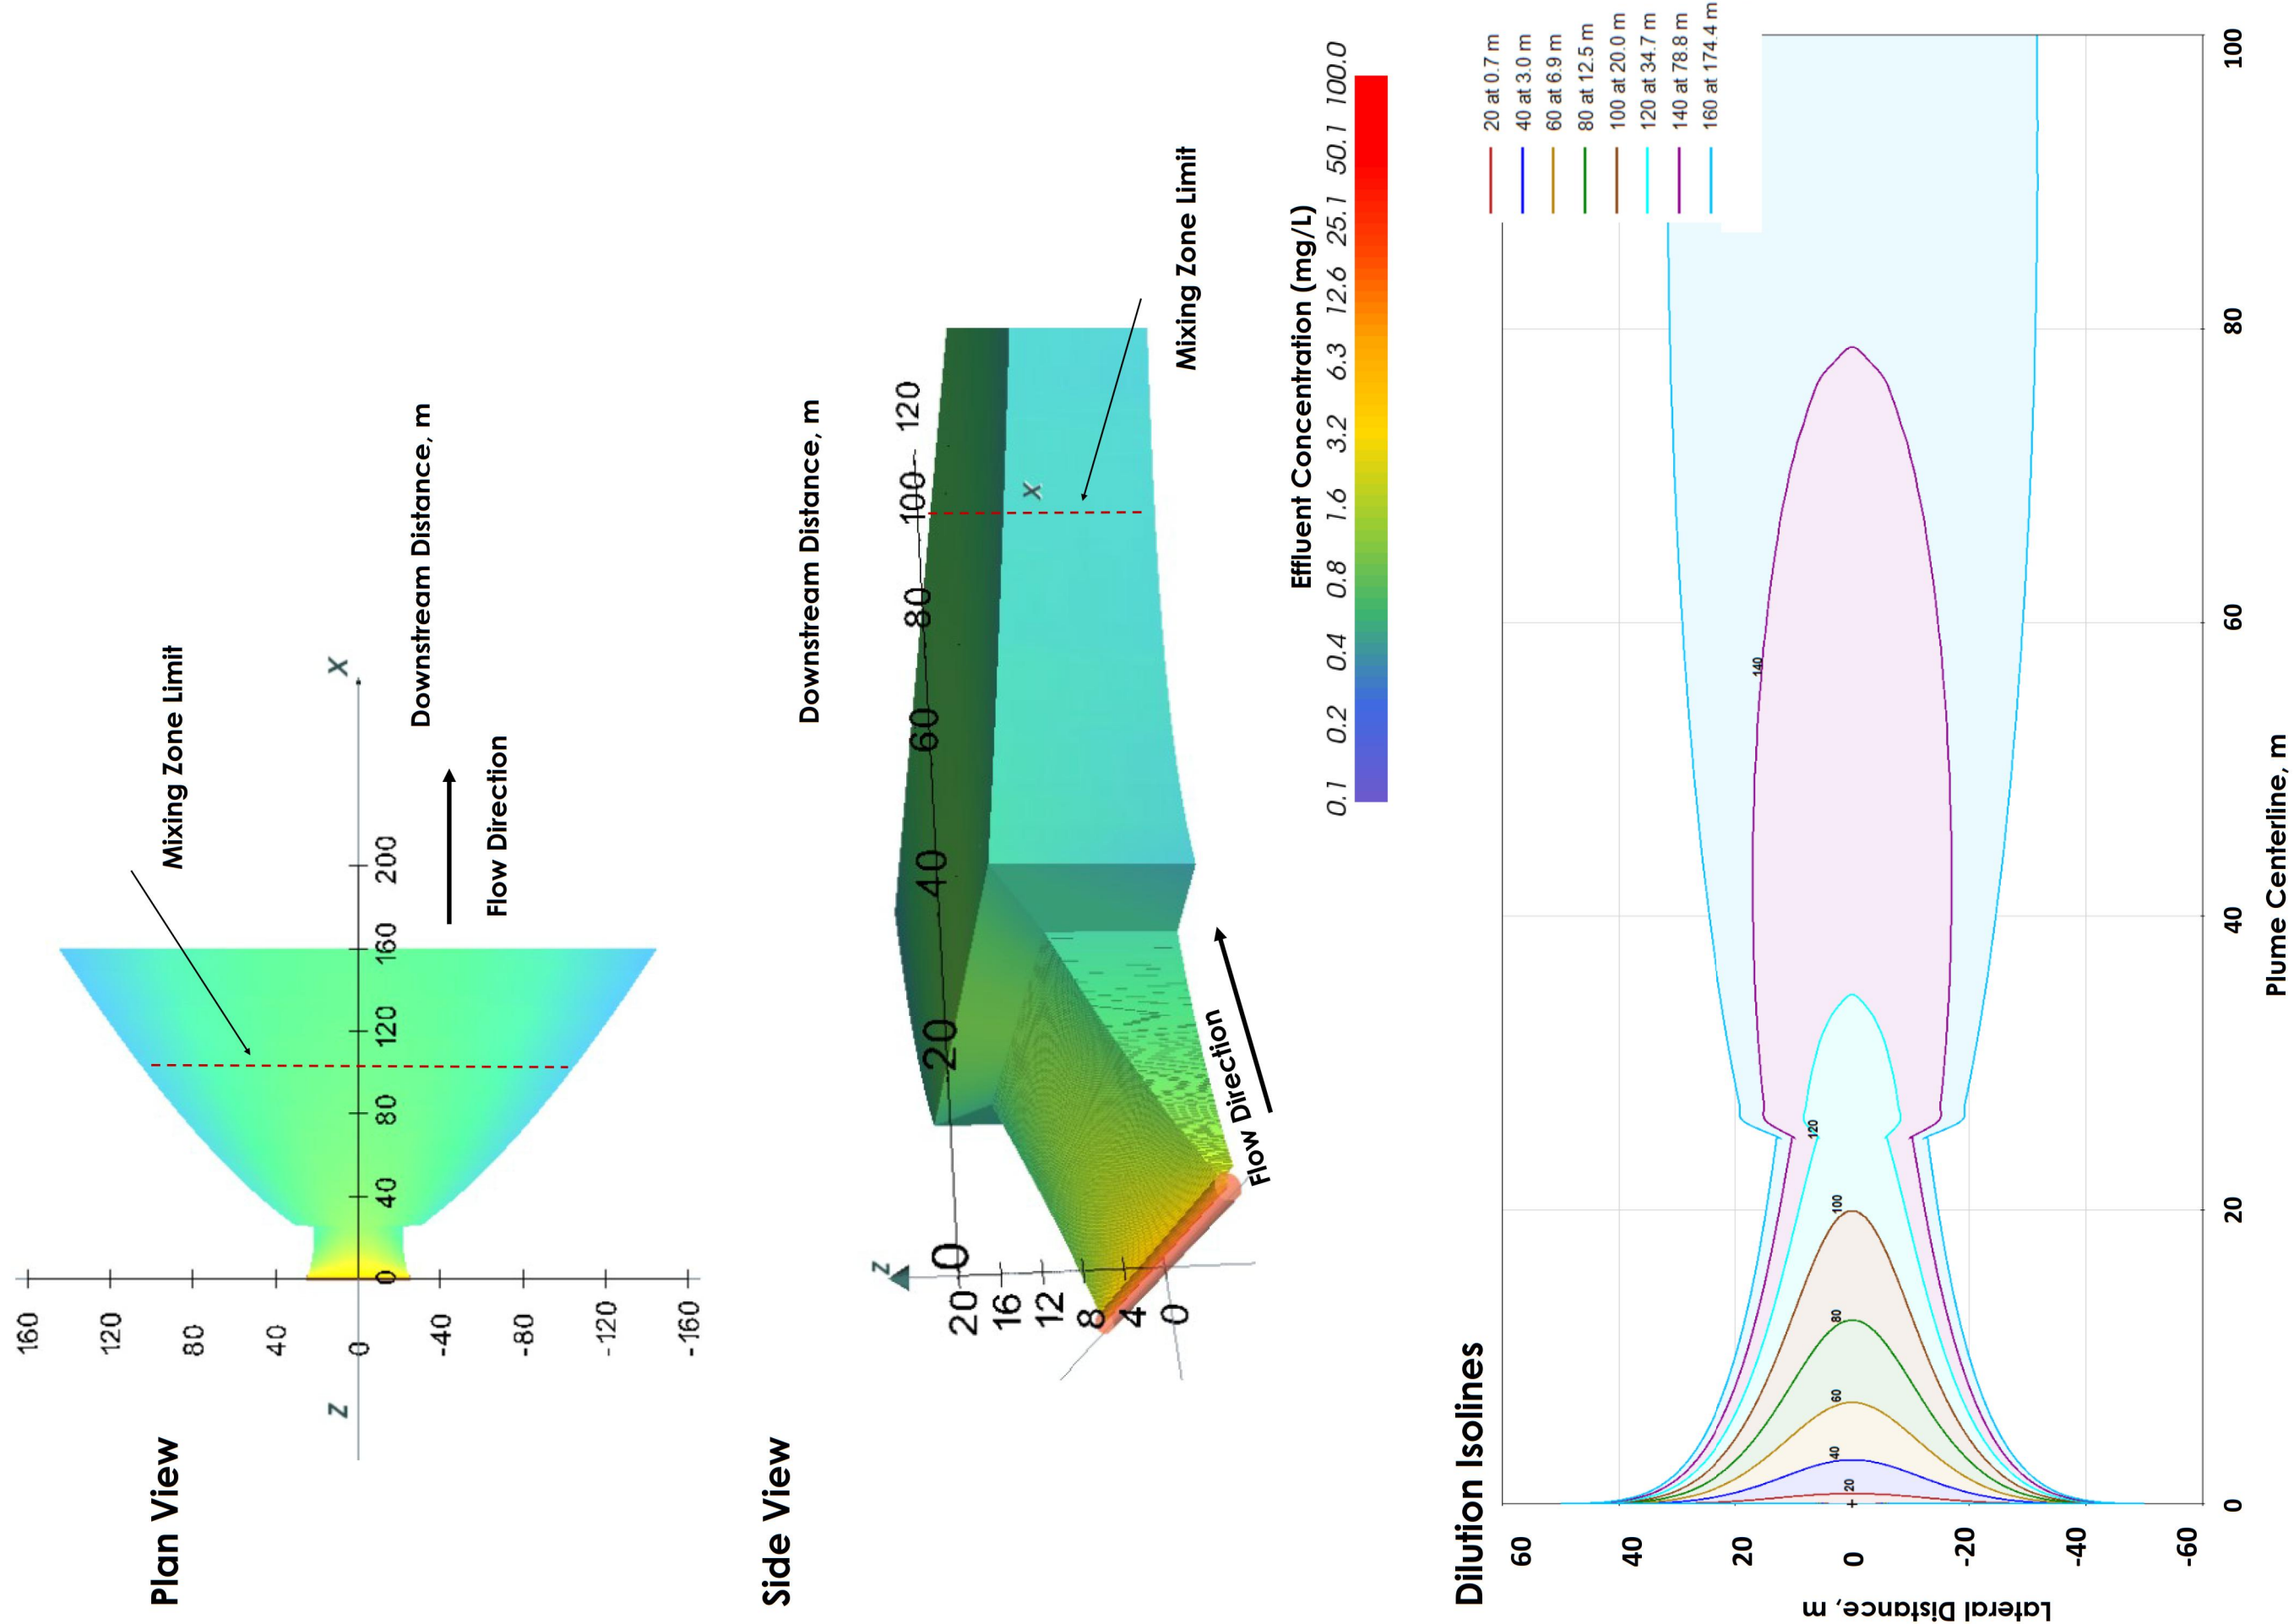 Plan View
Mixing Zone Limit
160
120
80
40
0
-40
-80
-120
-160
Z
0
40
80
120
160
200
X
Downstream Distance, m
Flow Direction
Side View
Downstream Distance, m
Z
20
16
12
8
4
0
0
20
40
60
80
100
120
X
Mixing Zone Limit
Flow Direction
Effluent Concentration (mg/L)
0.1 0.2 0.4 0.8 1.6 3.2 6.3 12.6 25.1 50.1 100.0
Dilution Isolines
20 at 0.7 m
40 at 3.0 m
60 at 6.9 m
80 at 12.5 m
100 at 20.0 m
120 at 34.7 m
140 at 78.8 m
160 at 174.4 m
60
40
20
0
-20
-40
-60
Lateral Distance, m
+ 20
40
60
80
100
120
140
0 20 40 60 80 100
Plume Centerline, m